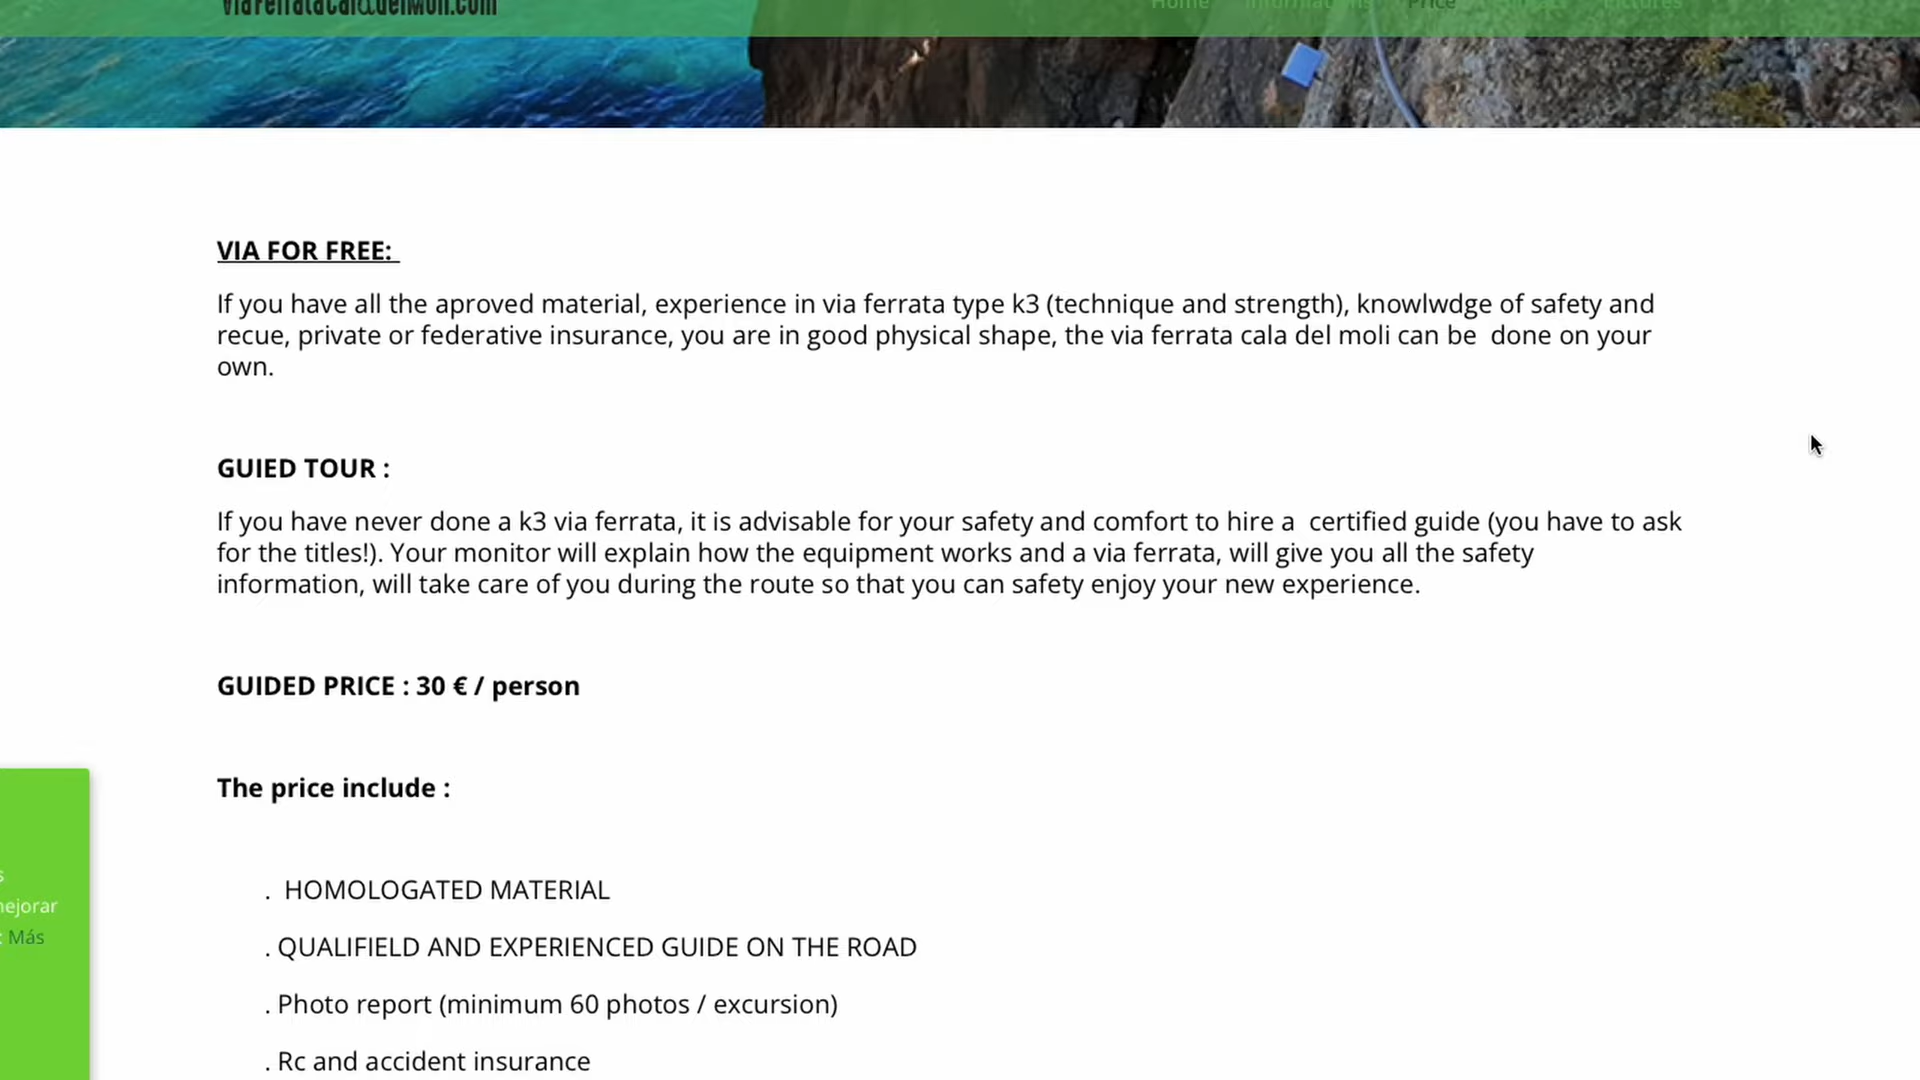 viaferratacaladelmoli.com
Home Informations Price Contact Pictures
VIA FOR FREE:
If you have all the aproved material, experience in via ferrata type k3 (technique and strength), knowlwdge of safety and
recue, private or federative insurance, you are in good physical shape, the via ferrata cala del moli can be done on your
own.
GUIED TOUR :
If you have never done a k3 via ferrata, it is advisable for your safety and comfort to hire a certified guide (you have to ask
for the titles!). Your monitor will explain how the equipment works and a via ferrata, will give you all the safety
information, will take care of you during the route so that you can safety enjoy your new experience.
GUIDED PRICE : 30 € / person
The price include :
. HOMOLOGATED MATERIAL
. QUALIFIELD AND EXPERIENCED GUIDE ON THE ROAD
. Photo report (minimum 60 photos / excursion)
. Rc and accident insurance
mejorar
Más